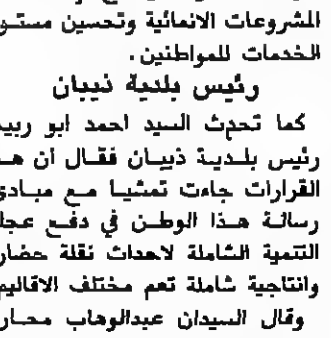 المشروعات الانمائية وتحسين مستو
الخدمات للمواطنين.
رئيس بلدية ذيبان
كما تحدث السيد احمد ابو ربيد
رئيس بلدية ذيبان فقال ان هـ
القرارات جاءت تمشيا مع مبادئ
رسالة هذا الوطن في دفع عجل
التنمية الشاملة لاحداث نقلة حضار
وانتاجية شاملة تعم مختلف الاقاليم
وقال السيدان عبدالوهاب محار